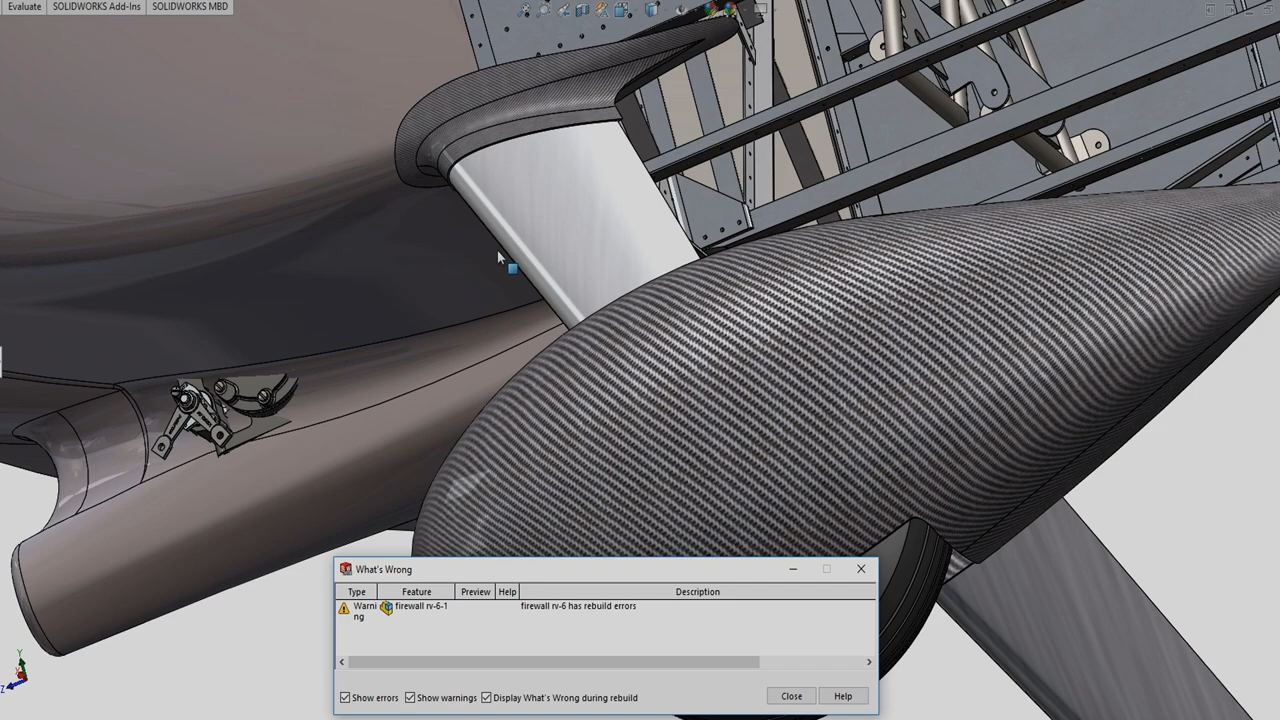 Evaluate SOLIDWORKS Add-Ins SOLIDWORKS MBD
What's Wrong
Type Feature Preview Help Description
Warni firewall rv-6-1 firewall rv-6 has rebuild errors
ng
Show errors Show warnings Display What's Wrong during rebuild Close Help
Y
Z